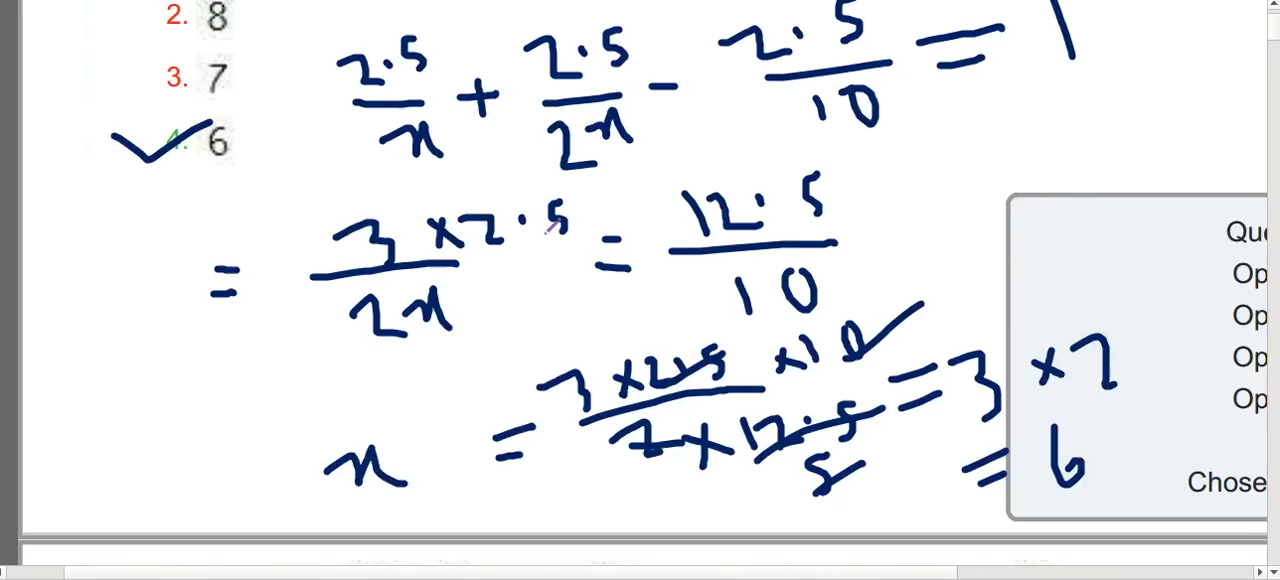 2. 8
3. 7
4. 6
2.5/x + 2.5/2x - 2.5/10 = 1
= 3×2.5/2x = 12.5/10
x = 3×2.5×10/2×12.5 = 3×2
5
= 6
Que
Op
Op
Op
Op
Chose